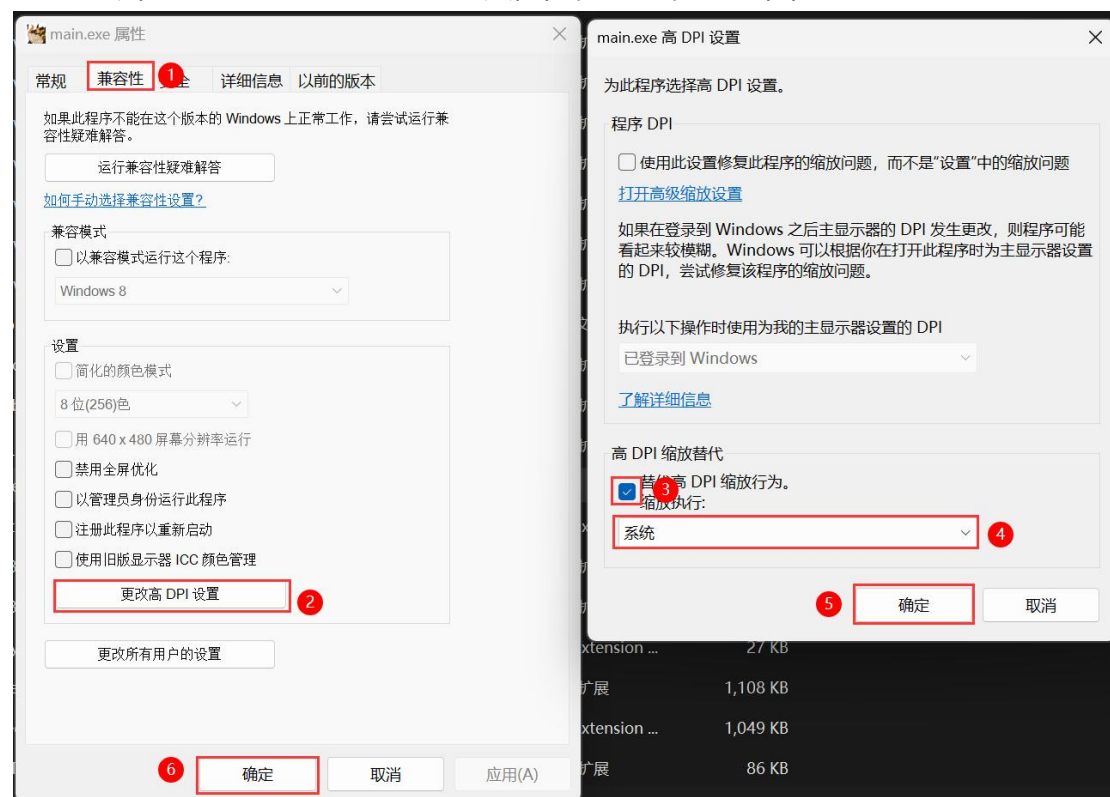 main.exe 属性
常规
兼容性
1
全
详细信息
以前的版本
如果此程序不能在这个版本的 Windows 上正常工作，请尝试运行兼
容性疑难解答。
运行兼容性疑难解答
如何手动选择兼容性设置?
兼容模式
以兼容模式运行这个程序:
Windows 8
设置
简化的颜色模式
8 位(256)色
用 640 x 480 屏幕分辨率运行
禁用全屏优化
以管理员身份运行此程序
注册此程序以重新启动
使用旧版显示器 ICC 颜色管理
更改高 DPI 设置
2
更改所有用户的设置
6
确定
取消
应用(A)
main.exe 高 DPI 设置
为此程序选择高 DPI 设置。
程序 DPI
使用此设置修复此程序的缩放问题，而不是"设置"中的缩放问题
打开高级缩放设置
如果在登录到 Windows 之后主显示器的 DPI 发生更改，则程序可能
看起来较模糊。Windows 可以根据你在打开此程序时为主显示器设置
的 DPI，尝试修复该程序的缩放问题。
执行以下操作时使用为我的主显示器设置的 DPI
已登录到 Windows
了解详细信息
高 DPI 缩放替代
替代高 DPI 缩放行为。
3
缩放执行:
系统
4
5
确定
取消
xtension ...
27 KB
扩展
1,108 KB
xtension ...
1,049 KB
扩展
86 KB